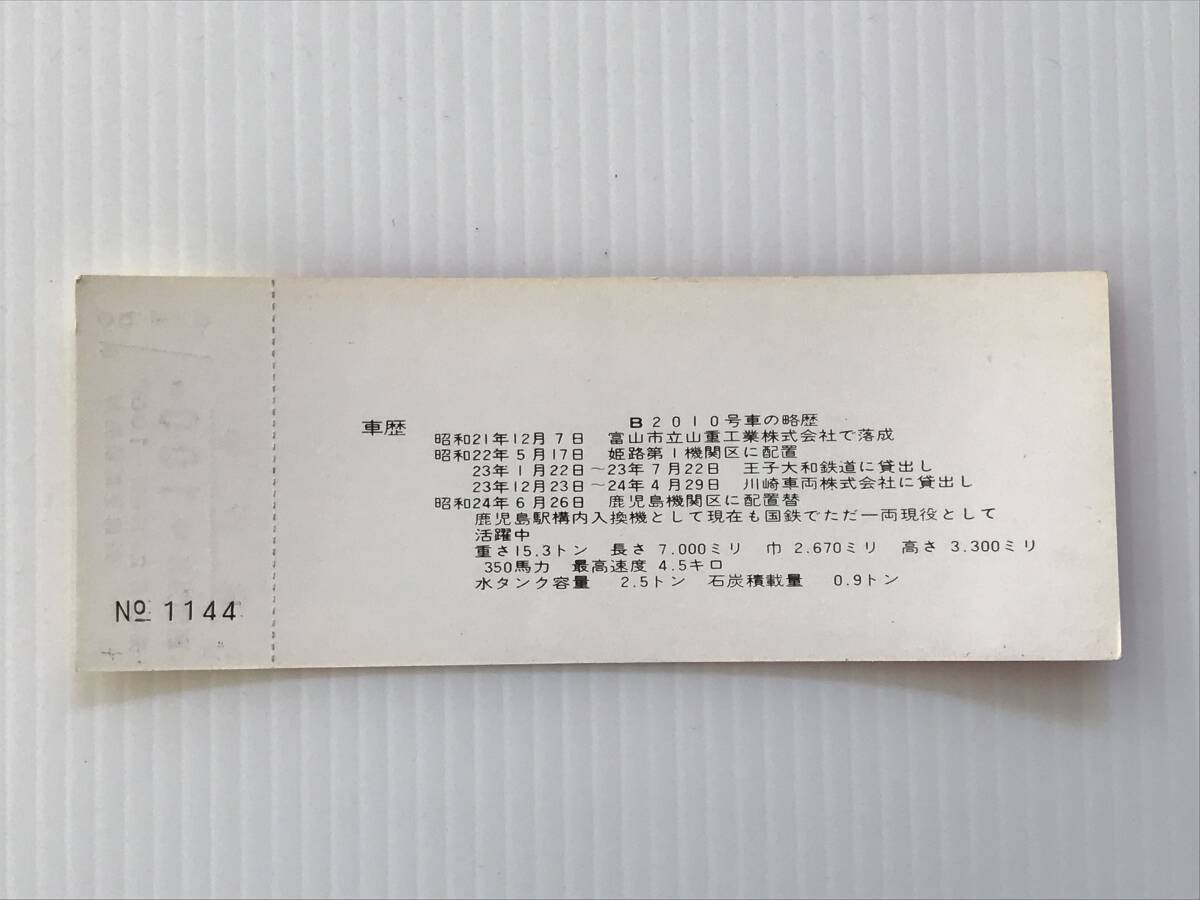 車歴 B2010号車の略歴
昭和21年12月7日 富山市立山重工業株式会社で落成
昭和22年5月17日 姫路第1機関区に配置
23年1月22日～23年7月22日 王子大和鉄道に貸出し
23年12月23日～24年4月29日 川崎車両株式会社に貸出し
昭和24年6月26日 鹿児島機関区に配置替
鹿児島駅構内入換機として現在も国鉄でただ一両現役として
活躍中
重さ15.3トン 長さ 7.000ミリ 巾 2.670ミリ 高さ 3.300ミリ
350馬力 最高速度 4.5キロ
水タンク容量 2.5トン 石炭積載量 0.9トン
№ 1144